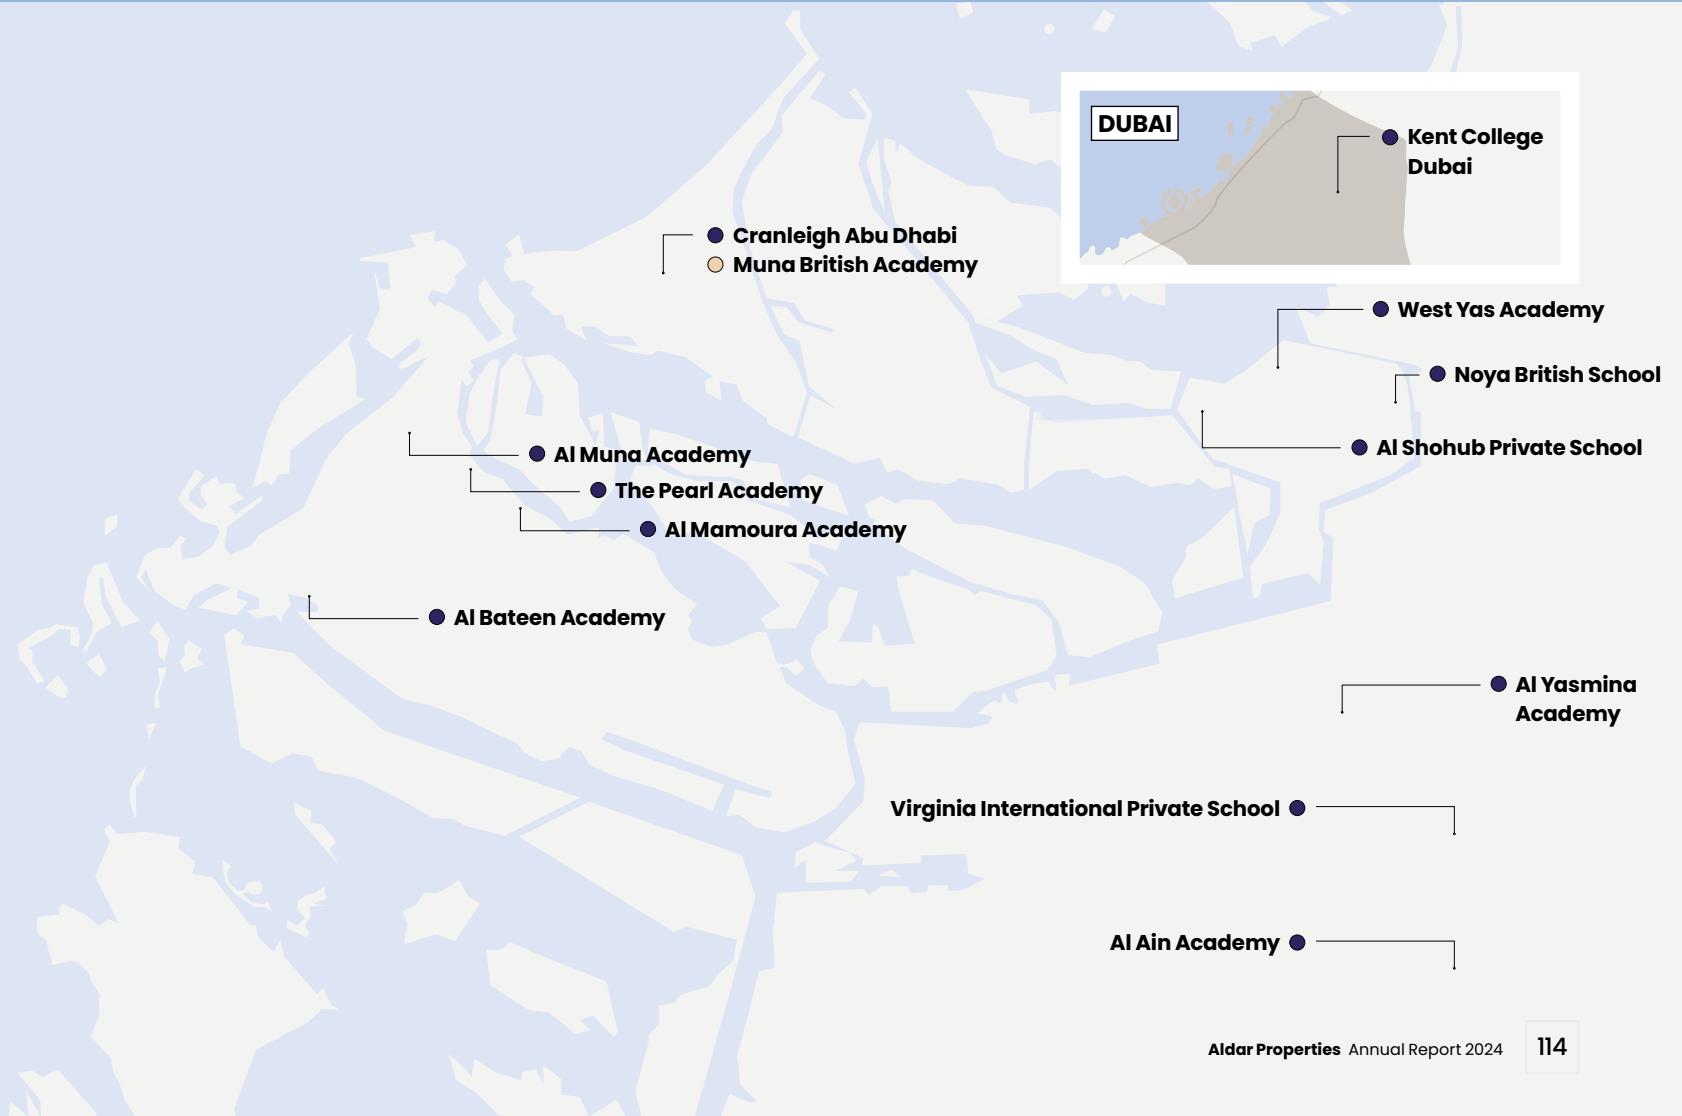 DUBAI
Kent College
Dubai
Cranleigh Abu Dhabi
Muna British Academy
West Yas Academy
Noya British School
Al Shohub Private School
Al Muna Academy
The Pearl Academy
Al Mamoura Academy
Al Bateen Academy
Al Yasmina
Academy
Virginia International Private School
Al Ain Academy
Aldar Properties Annual Report 2024 114